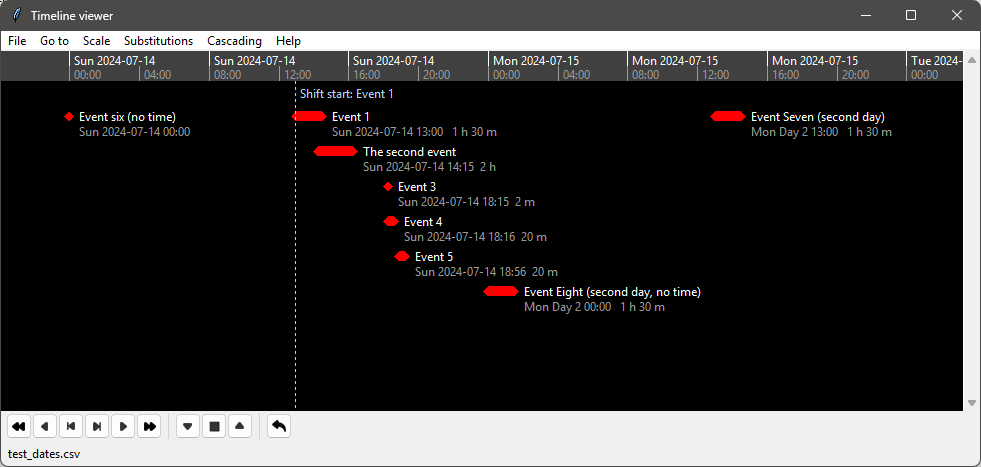 Timeline viewer
File Go to Scale Substitutions Cascading Help
Sun 2024-07-14 Sun 2024-07-14 Sun 2024-07-14 Mon 2024-07-15 Mon 2024-07-15 Mon 2024-07-15 Tue 2024-
00:00 04:00 08:00 12:00 16:00 20:00 00:00 04:00 08:00 12:00 16:00 20:00 00:00
Shift start: Event 1
Event six (no time) Event 1 Event Seven (second day)
Sun 2024-07-14 00:00 Sun 2024-07-14 13:00 1 h 30 m Mon Day 2 13:00 1 h 30 m
The second event
Sun 2024-07-14 14:15 2 h
Event 3
Sun 2024-07-14 18:15 2 m
Event 4
Sun 2024-07-14 18:16 20 m
Event 5
Sun 2024-07-14 18:56 20 m
Event Eight (second day, no time)
Mon Day 2 00:00 1 h 30 m
test_dates.csv